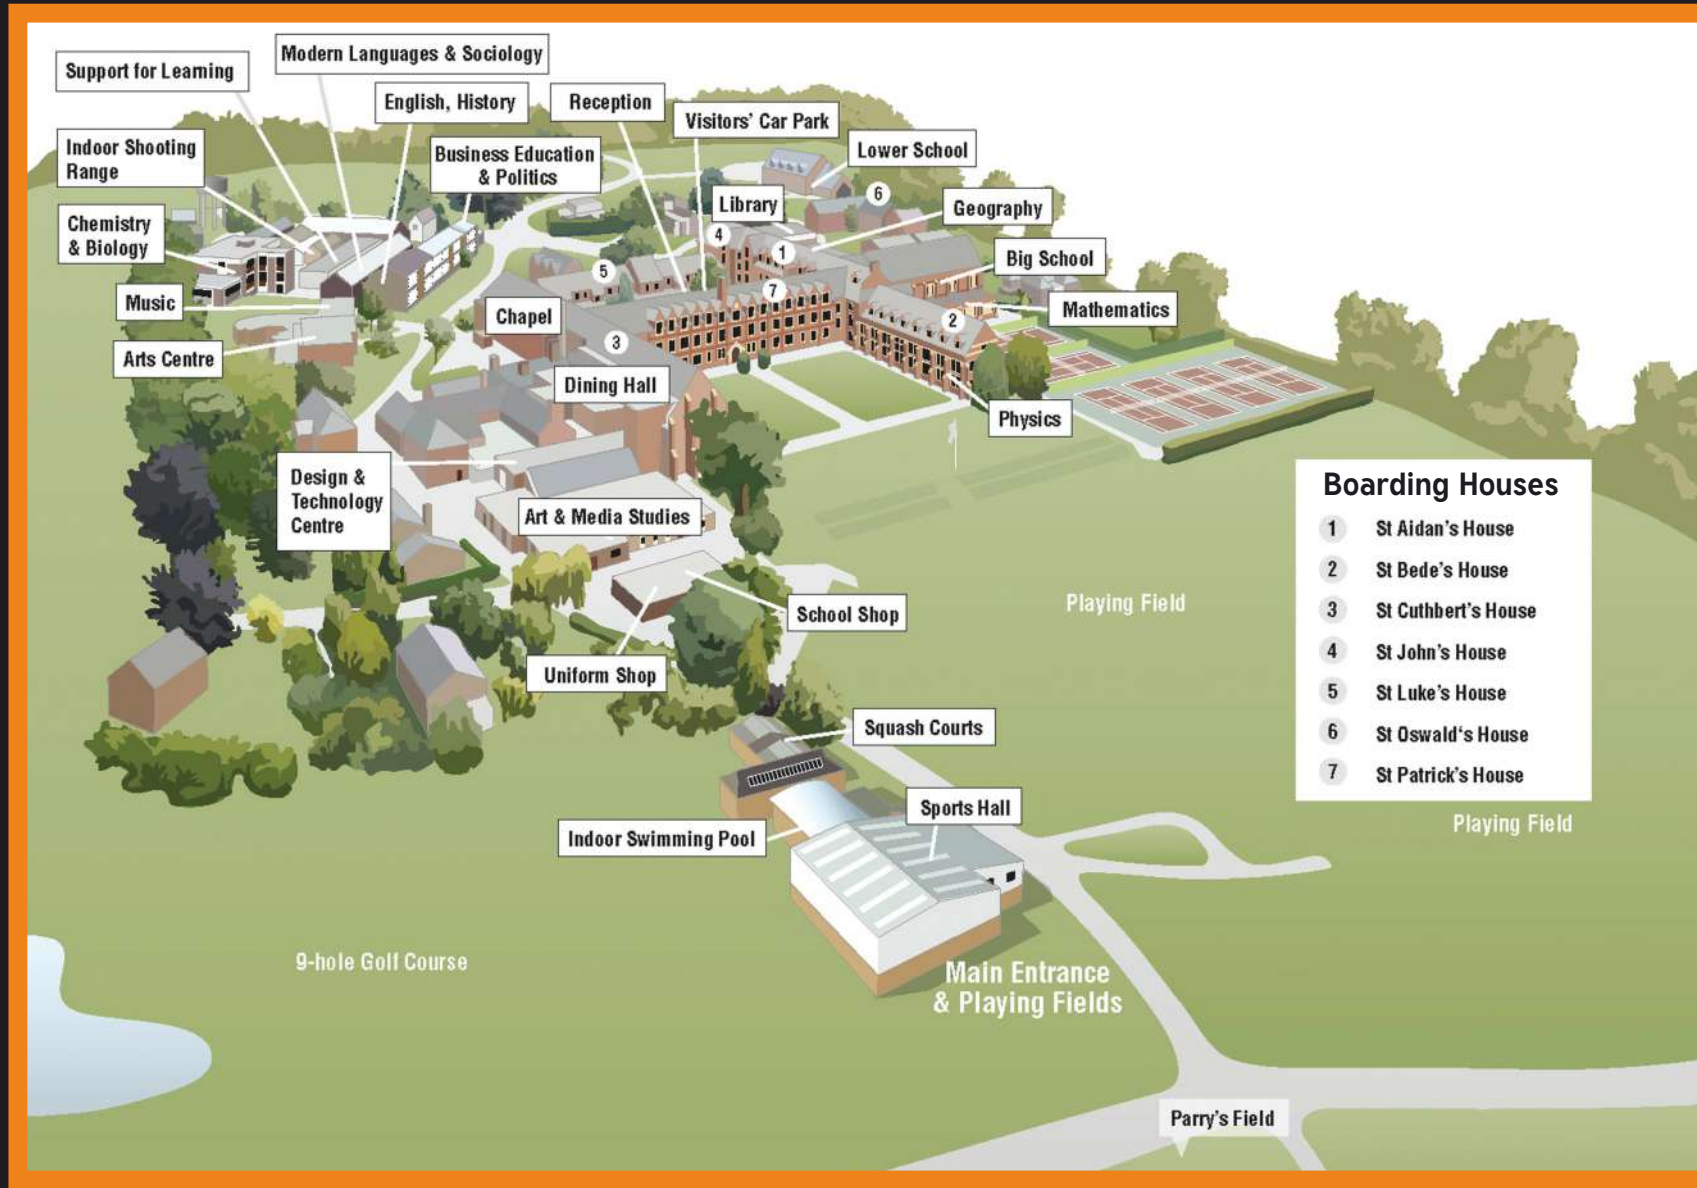 Modern Languages & Sociology
Support for Learning
English, History
Reception
Visitors' Car Park
Indoor Shooting
Range
Business Education
& Politics
Lower School
6
Library
Geography
Chemistry
& Biology
4
1
Big School
5
7
Music
Chapel
Mathematics
2
3
Arts Centre
Dining Hall
Physics
Design &
Technology
Centre
Art & Media Studies
School Shop
Uniform Shop
Playing Field
Boarding Houses
1 St Aidan's House
2 St Bede's House
3 St Cuthbert's House
4 St John's House
5 St Luke's House
6 St Oswald‘s House
7 St Patrick's House
Playing Field
Squash Courts
Sports Hall
Indoor Swimming Pool
9-hole Golf Course
Main Entrance
& Playing Fields
Parry's Field